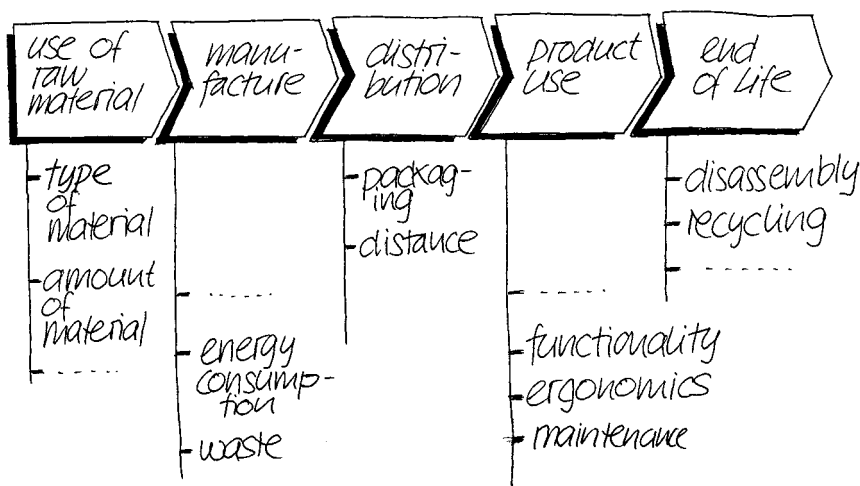 use of
raw
material
manu-
facture
distri-
bution
product
use
end
of Life
type
of
material
amount
of
material
energy
consump-
tion
waste
packag-
ing
distance
functionality
ergonomics
maintenance
disassembly
recycling